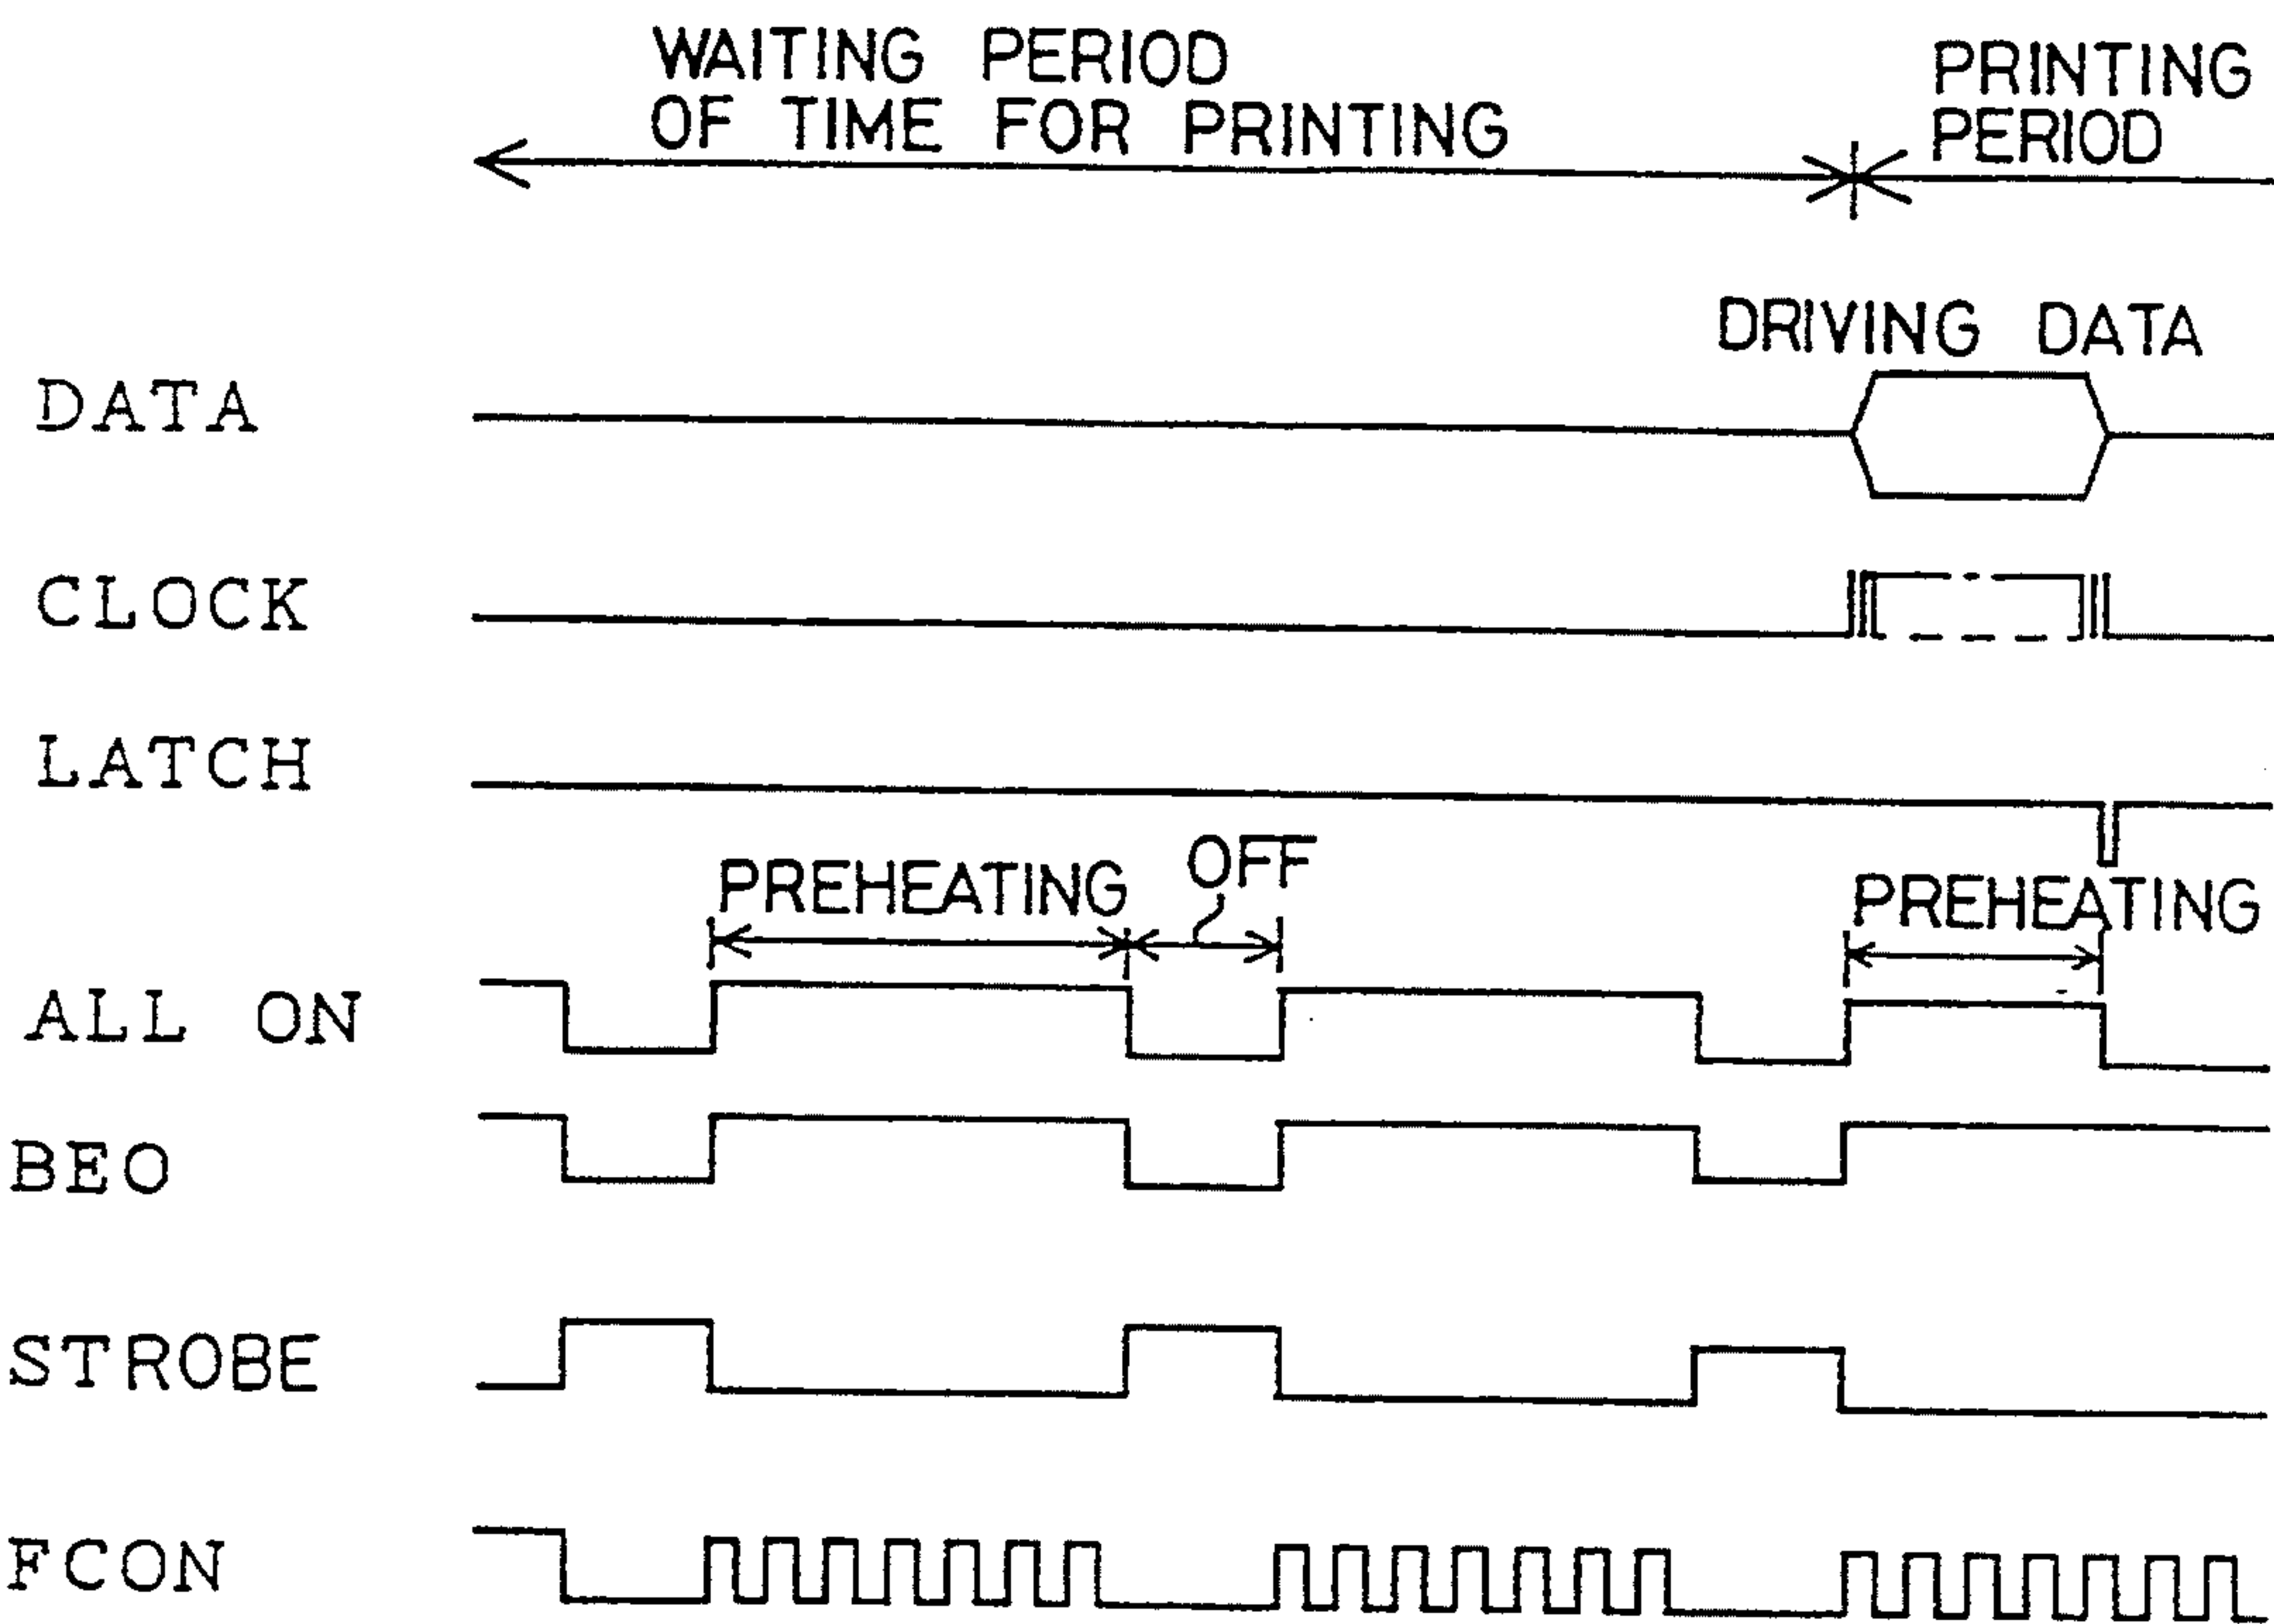 WAITING PERIOD
OF TIME FOR PRINTING
PRINTING
PERIOD
DRIVING DATA
DATA
CLOCK
LATCH
PREHEATING
OFF
PREHEATING
ALL ON
BEO
STROBE
FCON